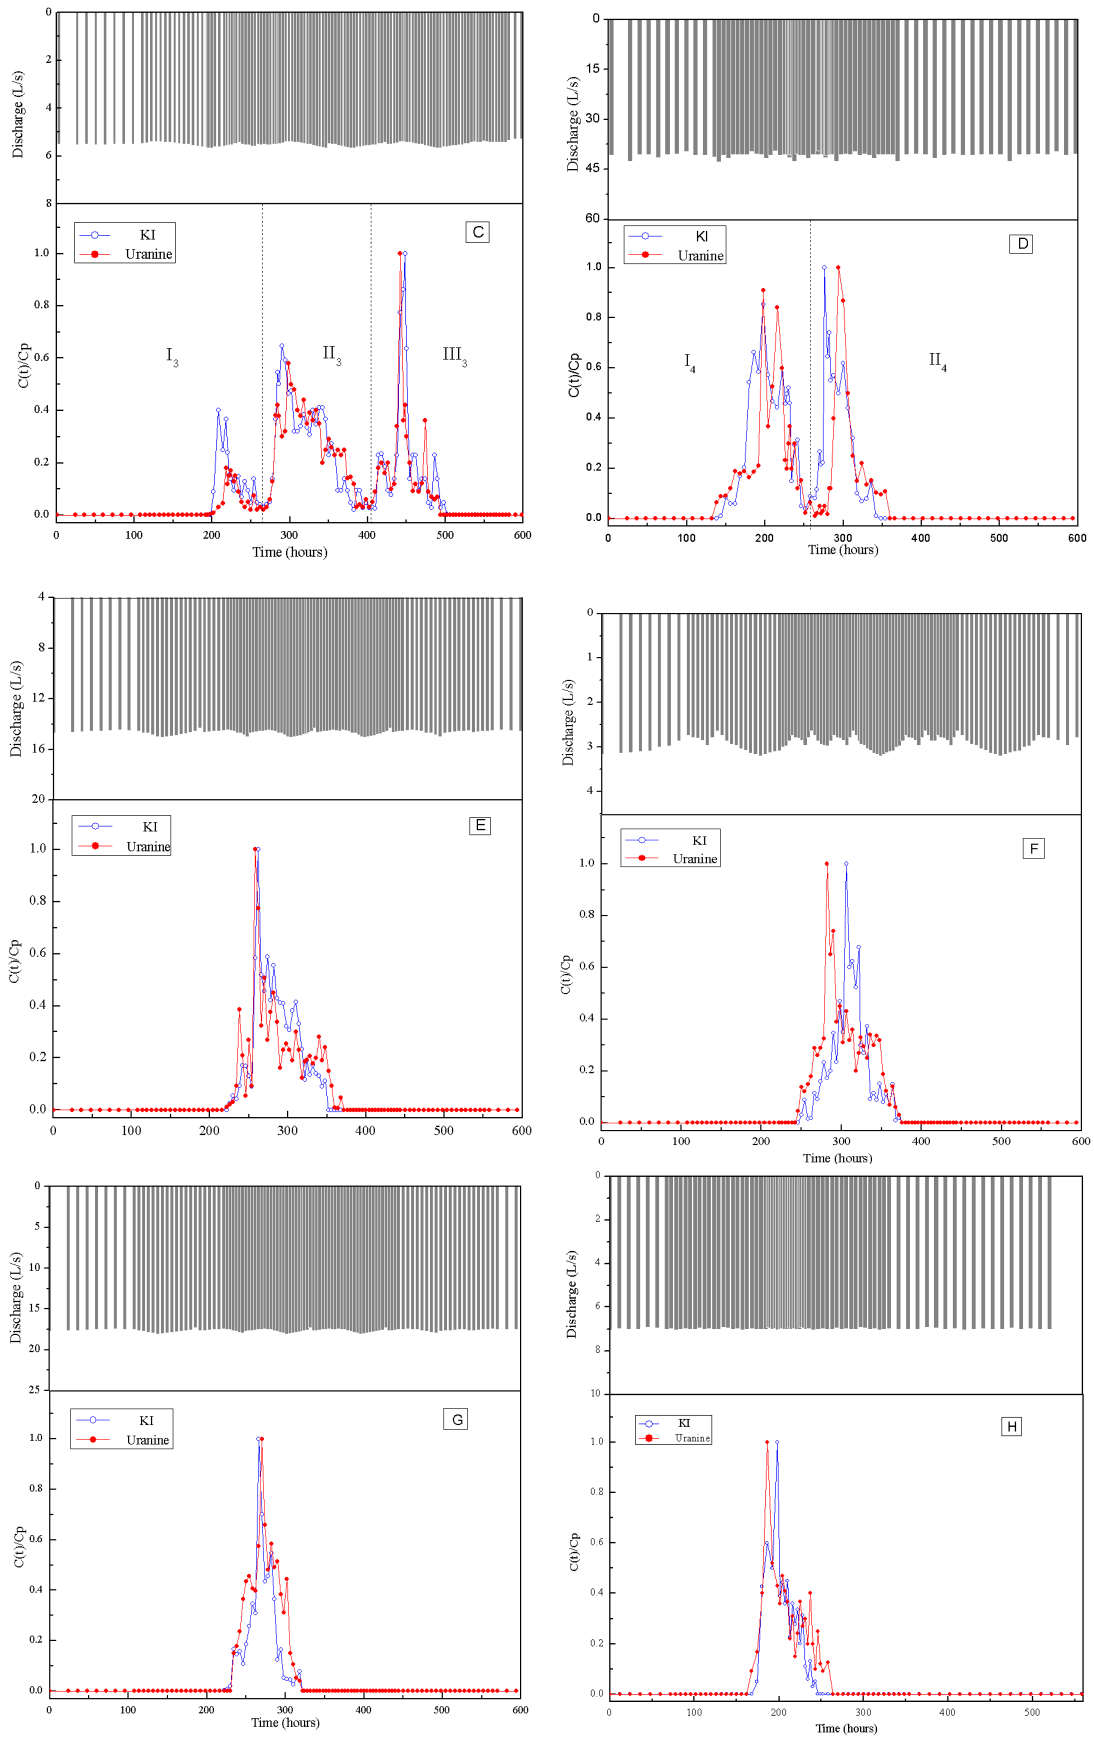 0
2
4
6
8
Discharge (L/s)
KI
Uranine
C
1.0
0.8
0.6
0.4
0.2
0.0
C(t)/Cp
I3
II3
III3
0 100 200 300 400 500 600
Time (hours)
0
15
30
45
60
Discharge (L/s)
KI
Uranine
D
1.0
0.8
0.6
0.4
0.2
0.0
C(t)/Cp
I4
II4
0 100 200 300 400 500 600
Time (hours)
4
8
12
16
20
Discharge (L/s)
KI
Uranine
E
1.0
0.8
0.6
0.4
0.2
0.0
C(t)/Cp
0 100 200 300 400 500 600
0
1
2
3
4
Discharge (L/s)
KI
Uranine
F
1.0
0.8
0.6
0.4
0.2
0.0
C(t)/Cp
0 100 200 300 400 500 600
Time (hours)
0
5
10
15
20
25
Discharge (L/s)
KI
Uranine
G
1.0
0.8
0.6
0.4
0.2
0.0
C(t)/Cp
0 100 200 300 400 500 600
Time (hours)
0
2
4
6
8
10
Discharge (L/s)
KI
Uranine
H
1.0
0.8
0.6
0.4
0.2
0.0
C(t)/Cp
0 100 200 300 400 500
Time (hours)